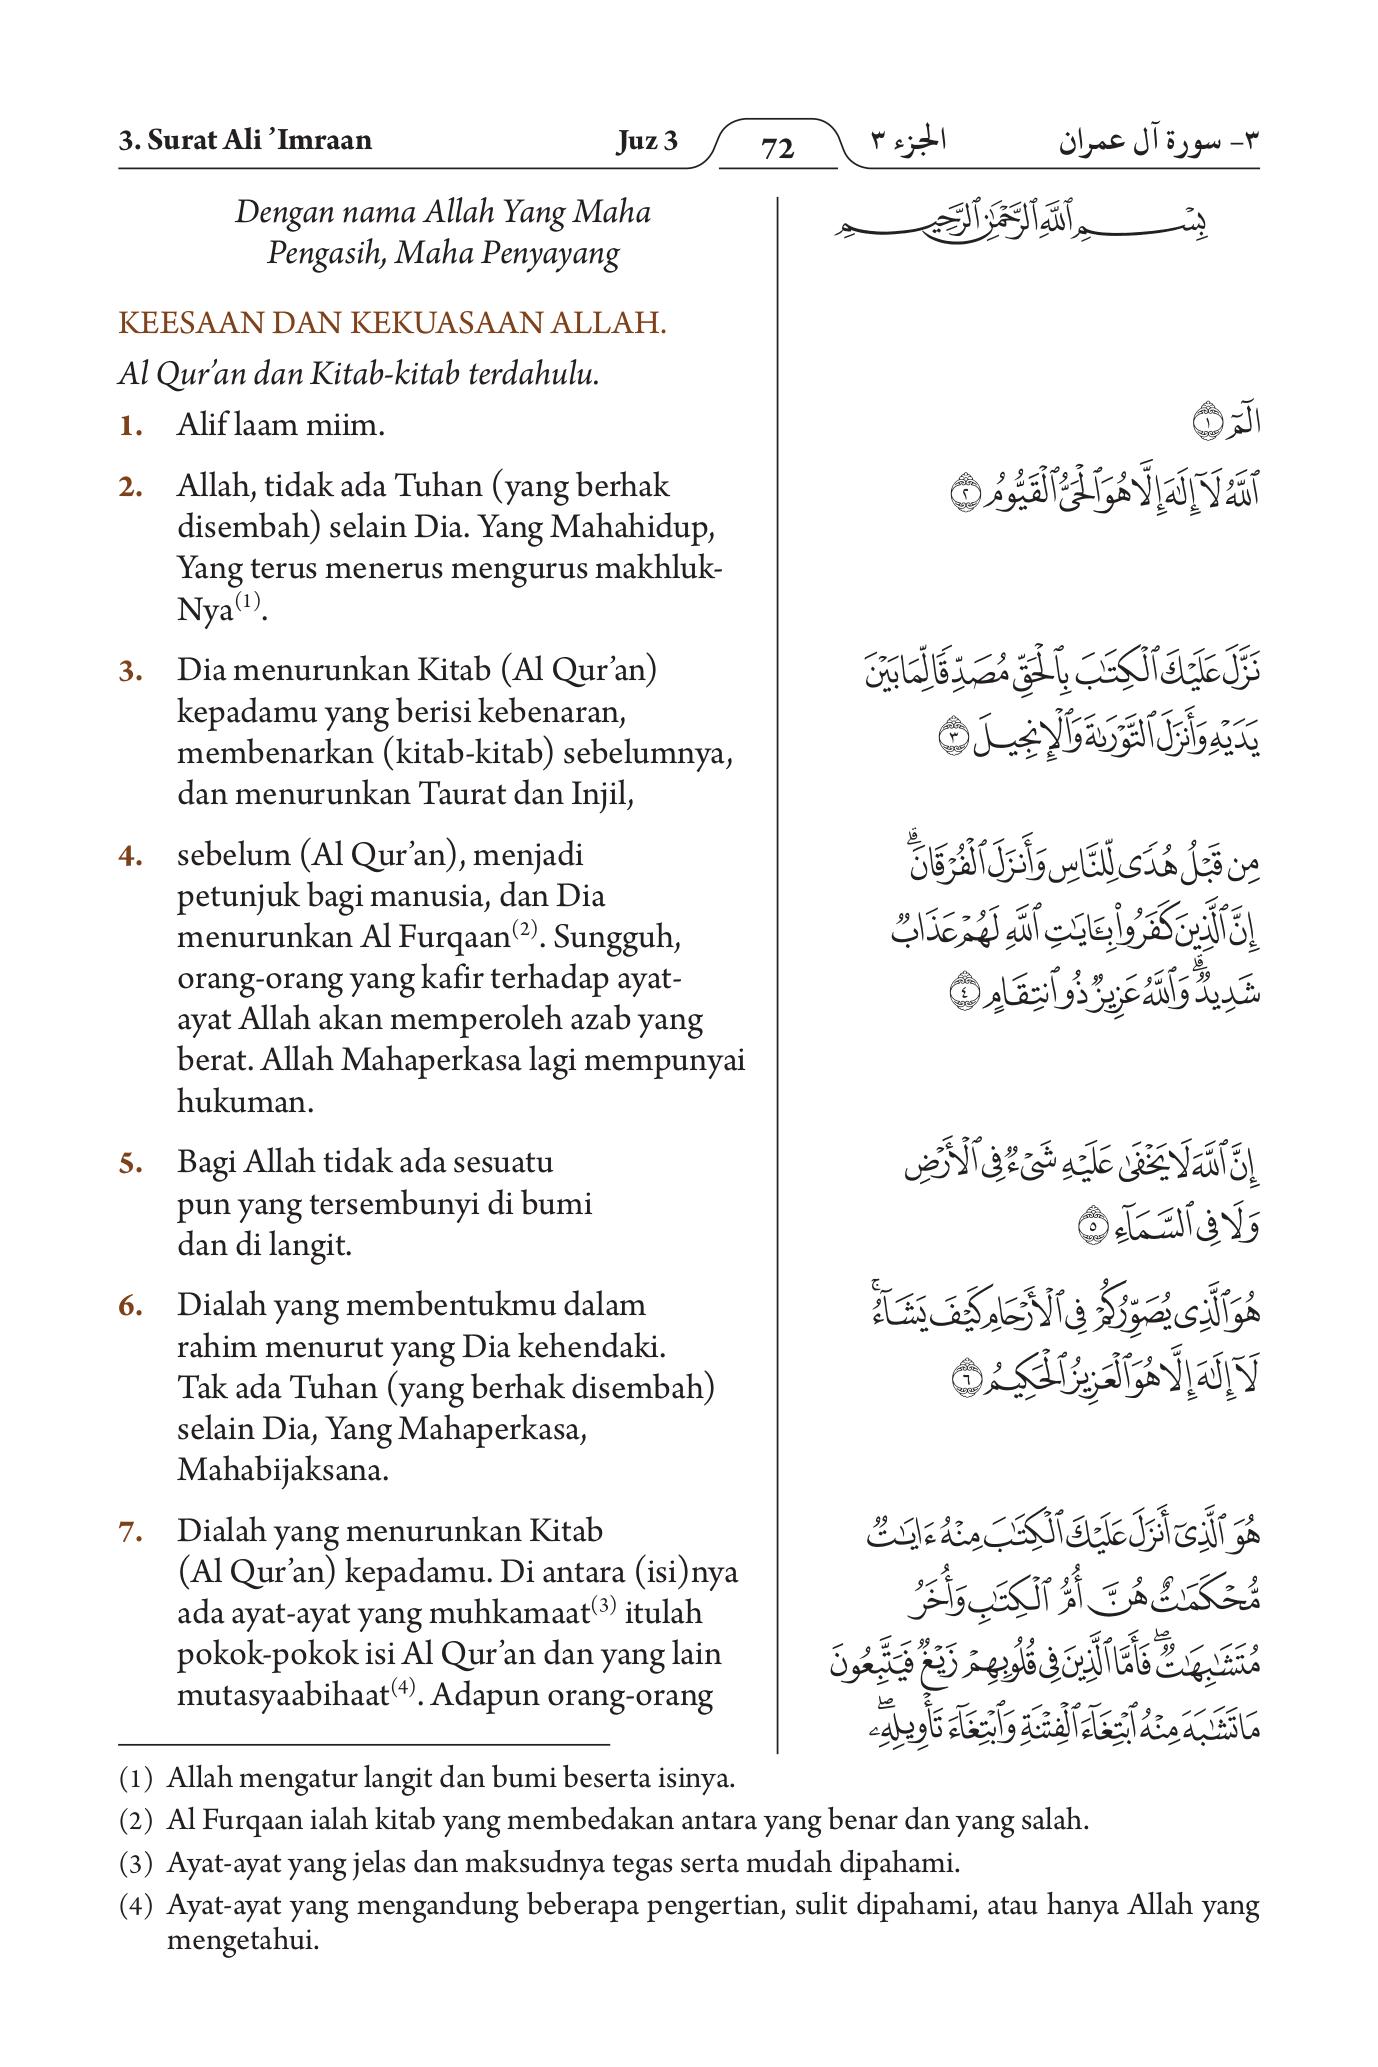 3. Surat Ali ’Imraan
Juz 3
72
الجزء ٣
٣- سورة آل عمران
Dengan nama Allah Yang Maha
Pengasih, Maha Penyayang
KEESAAN DAN KEKUASAAN ALLAH.
Al Qur’an dan Kitab-kitab terdahulu.
1. Alif laam miim.
2. Allah, tidak ada Tuhan (yang berhak
disembah) selain Dia. Yang Mahahidup,
Yang terus menerus mengurus makhluk-
Nya(1).
3. Dia menurunkan Kitab (Al Qur’an)
kepadamu yang berisi kebenaran,
membenarkan (kitab-kitab) sebelumnya,
dan menurunkan Taurat dan Injil,
4. sebelum (Al Qur’an), menjadi
petunjuk bagi manusia, dan Dia
menurunkan Al Furqaan(2). Sungguh,
orang-orang yang kafir terhadap ayat-
ayat Allah akan memperoleh azab yang
berat. Allah Mahaperkasa lagi mempunyai
hukuman.
5. Bagi Allah tidak ada sesuatu
pun yang tersembunyi di bumi
dan di langit.
6. Dialah yang membentukmu dalam
rahim menurut yang Dia kehendaki.
Tak ada Tuhan (yang berhak disembah)
selain Dia, Yang Mahaperkasa,
Mahabijaksana.
7. Dialah yang menurunkan Kitab
(Al Qur’an) kepadamu. Di antara (isi)nya
ada ayat-ayat yang muhkamaat(3) itulah
pokok-pokok isi Al Qur’an dan yang lain
mutasyaabihaat(4). Adapun orang-orang
بِسْمِ ٱللَّهِ ٱلرَّحْمَٰنِ ٱلرَّحِيمِ
الٓمٓ ١
ٱللَّهُ لَآ إِلَٰهَ إِلَّا هُوَ ٱلْحَىُّ ٱلْقَيُّومُ ٢
نَزَّلَ عَلَيْكَ ٱلْكِتَٰبَ بِٱلْحَقِّ مُصَدِّقًا لِّمَا بَيْنَ
يَدَيْهِ وَأَنزَلَ ٱلتَّوْرَىٰةَ وَٱلْإِنجِيلَ ٣
مِن قَبْلُ هُدًى لِّلنَّاسِ وَأَنزَلَ ٱلْفُرْقَانَ ۗ
إِنَّ ٱلَّذِينَ كَفَرُوا۟ بِـَٔايَٰتِ ٱللَّهِ لَهُمْ عَذَابٌ
شَدِيدٌ ۗ وَٱللَّهُ عَزِيزٌ ذُو ٱنتِقَامٍ ٤
إِنَّ ٱللَّهَ لَا يَخْفَىٰ عَلَيْهِ شَىْءٌ فِى ٱلْأَرْضِ
وَلَا فِى ٱلسَّمَآءِ ٥
هُوَ ٱلَّذِى يُصَوِّرُكُمْ فِى ٱلْأَرْحَامِ كَيْفَ يَشَآءُ ۚ
لَآ إِلَٰهَ إِلَّا هُوَ ٱلْعَزِيزُ ٱلْحَكِيمُ ٦
هُوَ ٱلَّذِىٓ أَنزَلَ عَلَيْكَ ٱلْكِتَٰبَ مِنْهُ ءَايَٰتٌ
مُّحْكَمَٰتٌ هُنَّ أُمُّ ٱلْكِتَٰبِ وَأُخَرُ
مُتَشَٰبِهَٰتٌ ۖ فَأَمَّا ٱلَّذِينَ فِى قُلُوبِهِمْ زَيْغٌ فَيَتَّبِعُونَ
مَا تَشَٰبَهَ مِنْهُ ٱبْتِغَآءَ ٱلْفِتْنَةِ وَٱبْتِغَآءَ تَأْوِيلِهِۦ ۖ
(1) Allah mengatur langit dan bumi beserta isinya.
(2) Al Furqaan ialah kitab yang membedakan antara yang benar dan yang salah.
(3) Ayat-ayat yang jelas dan maksudnya tegas serta mudah dipahami.
(4) Ayat-ayat yang mengandung beberapa pengertian, sulit dipahami, atau hanya Allah yang
mengetahui.